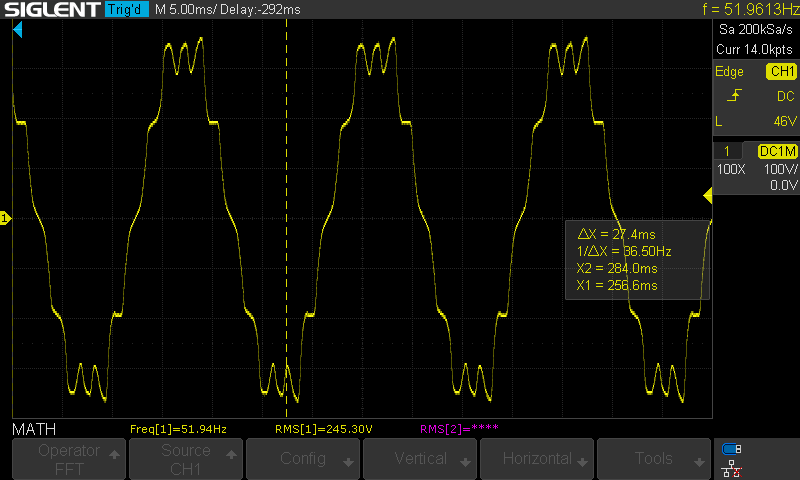 SIGLENT Trig'd M 5.00ms/ Delay:-292ms f = 51.9613Hz
Sa 200kSa/s
Curr 14.0kpts
Edge CH1
DC
L 46V
1 DC1M
100X 100V/
0.0V
1
ΔX = 27.4ms
1/ΔX = 36.50Hz
X2 = 284.0ms
X1 = 256.6ms
MATH Freq[1]=51.94Hz RMS[1]=245.30V RMS[2]=****
Operator
FFT
Source
CH1
Config
Vertical
Horizontal
Tools